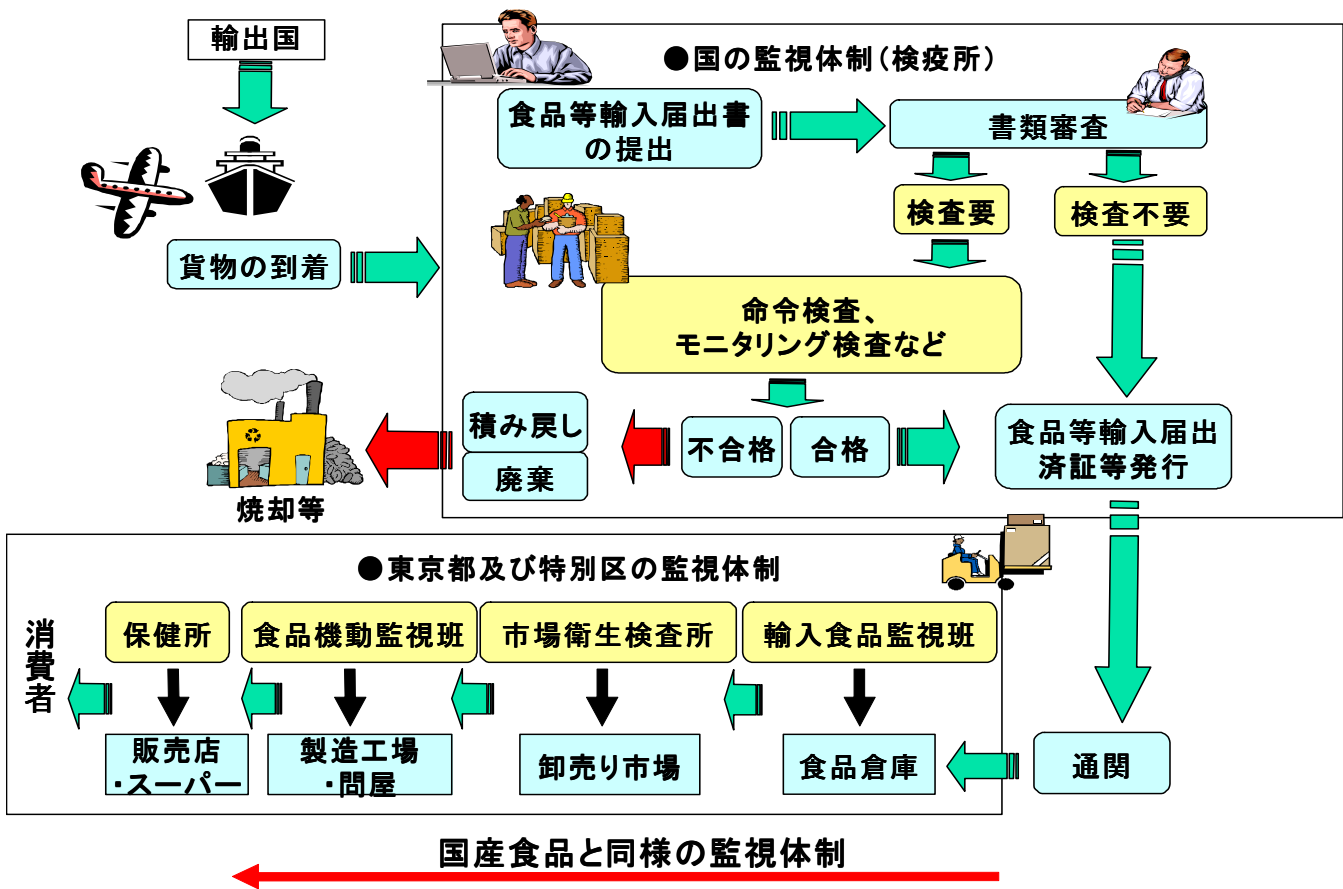 輸出国
貨物の到着
●国の監視体制（検疫所）
食品等輸入届出書
の提出
書類審査
検査要
検査不要
命令検査、
モニタリング検査など
不合格
合格
積み戻し
廃棄
焼却等
食品等輸入届出
済証等発行
通関
●東京都及び特別区の監視体制
輸入食品監視班
市場衛生検査所
食品機動監視班
保健所
食品倉庫
卸売り市場
製造工場
・問屋
販売店
・スーパー
消費者
国産食品と同様の監視体制